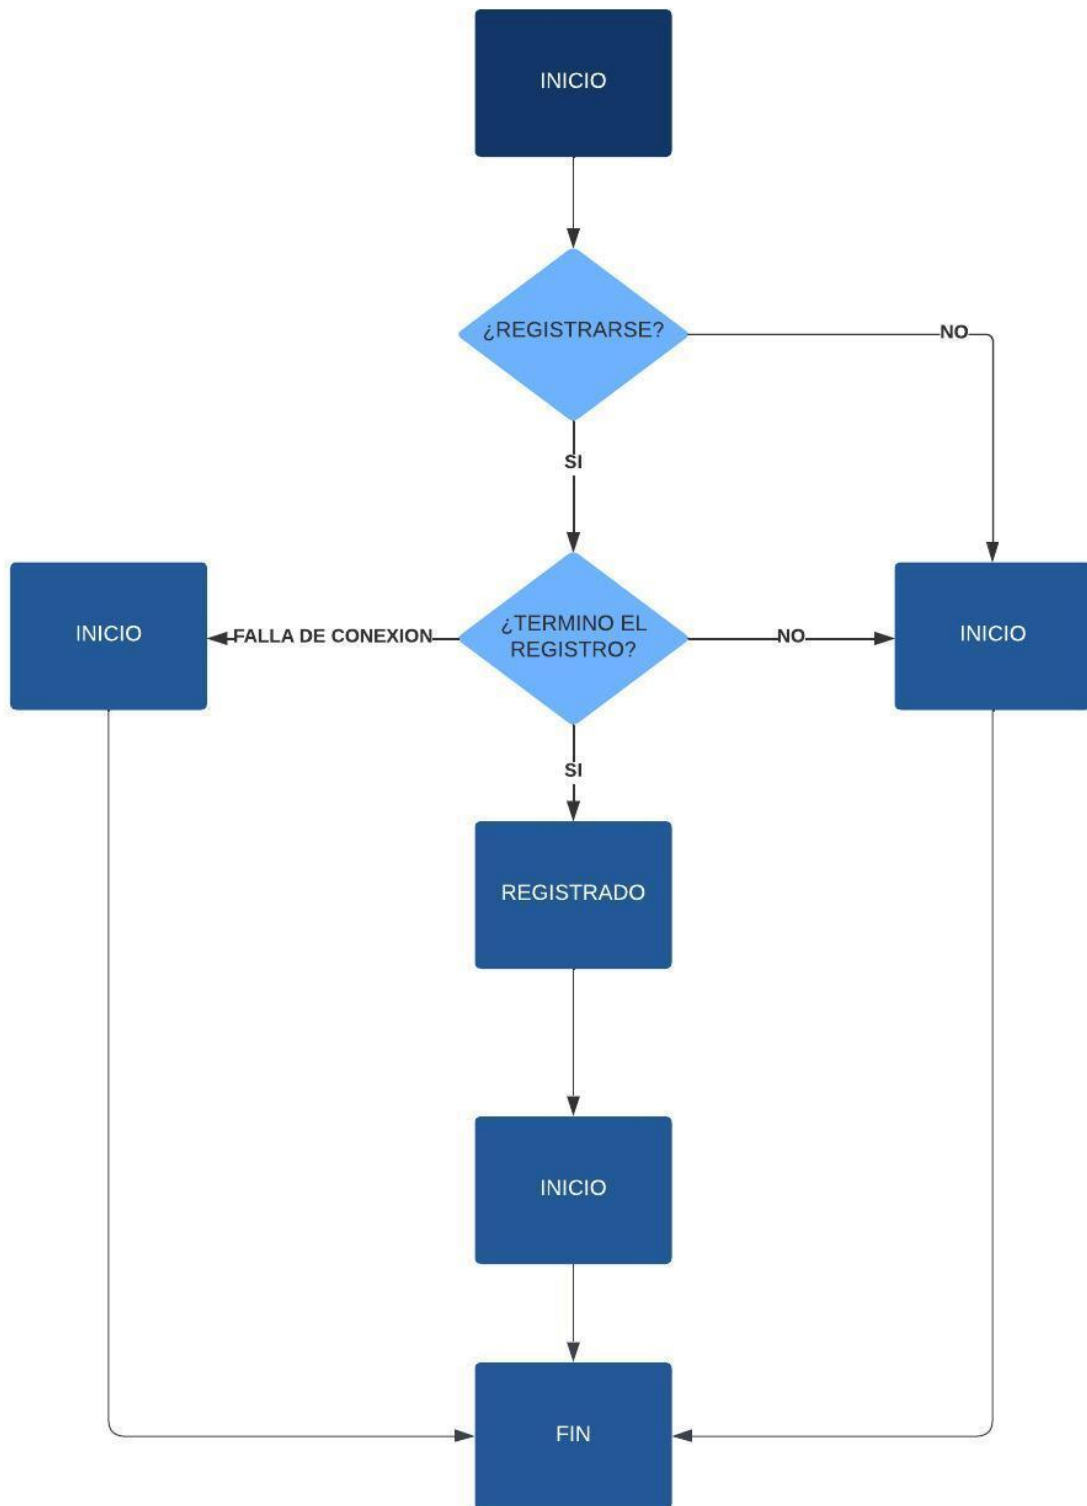 INICIO
¿REGISTRARSE?
NO
SI
INICIO
FALLA DE CONEXION
¿TERMINO EL
REGISTRO?
NO
INICIO
SI
REGISTRADO
INICIO
FIN